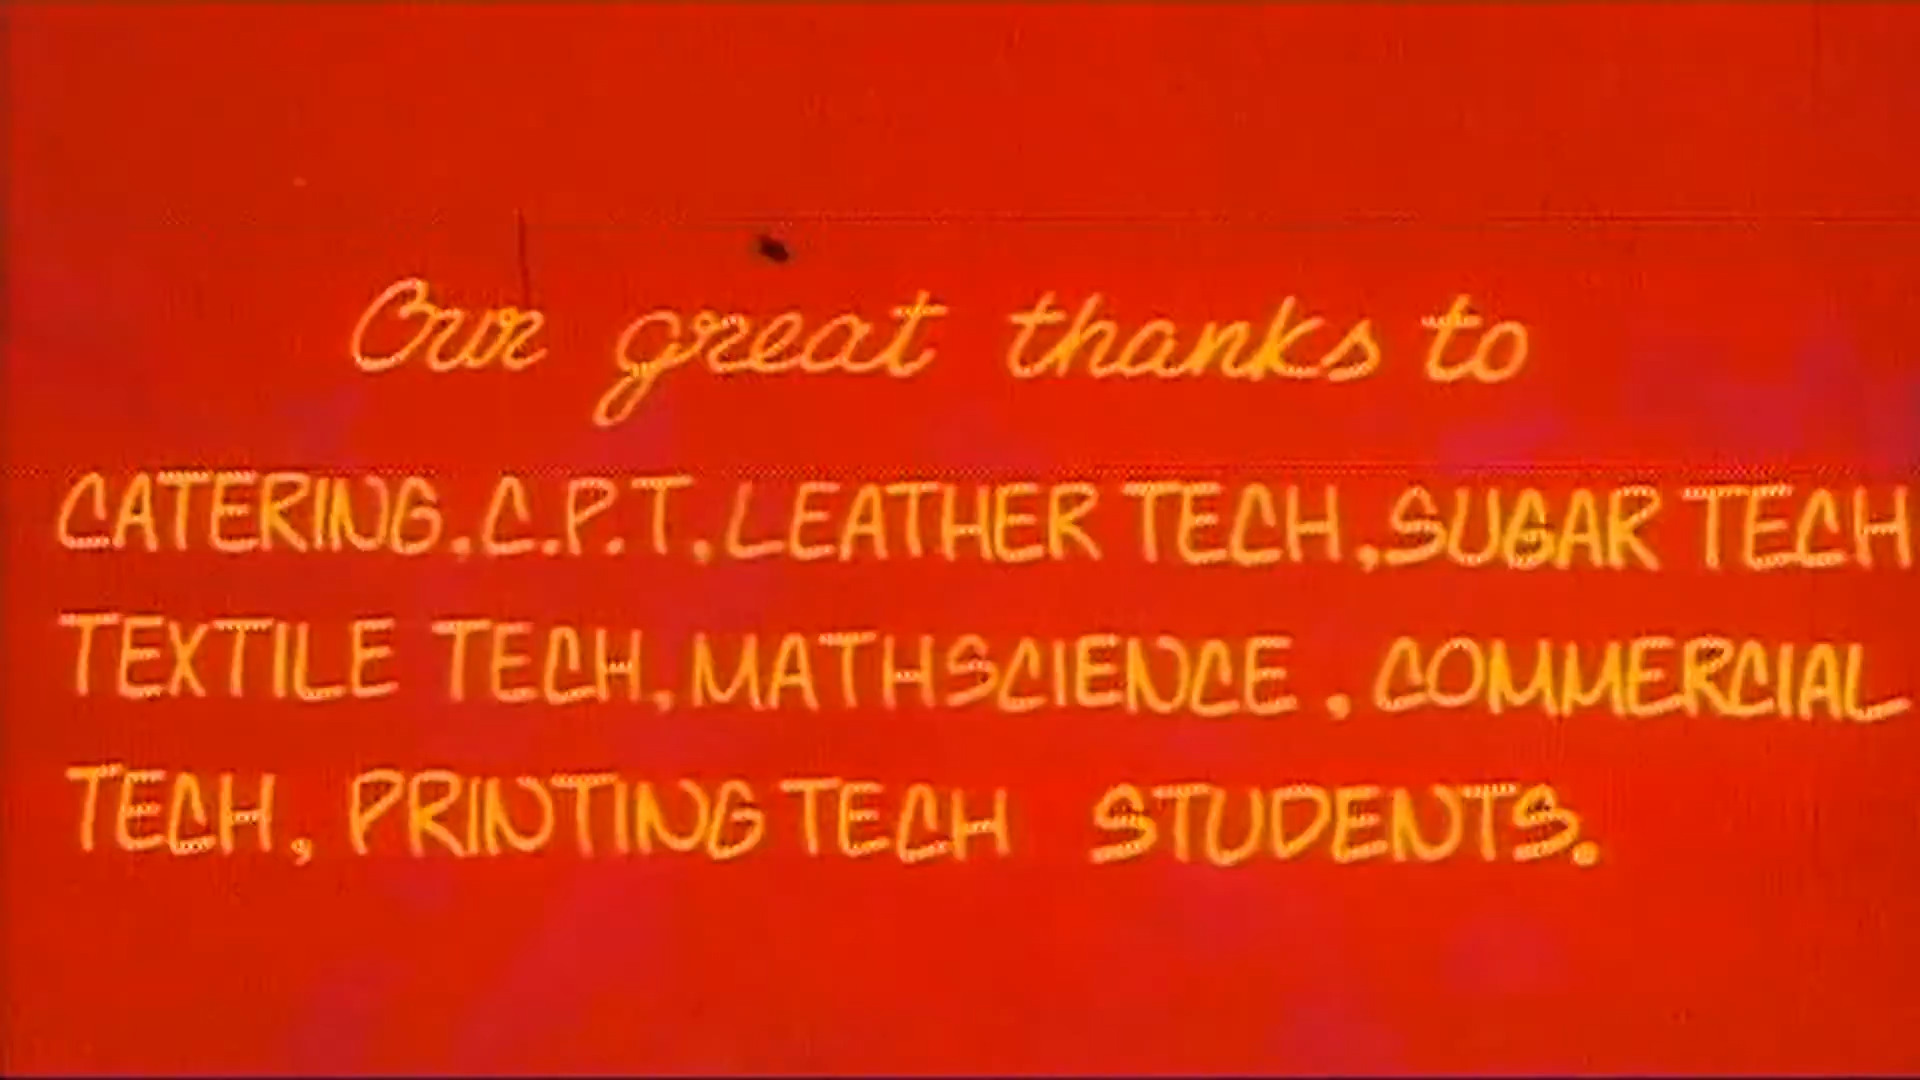 Our great thanks to
CATERING, C.P.T, LEATHER TECH, SUGAR TECH
TEXTILE TECH, MATHSCIENCE, COMMERCIAL
TECH, PRINTING TECH STUDENTS.